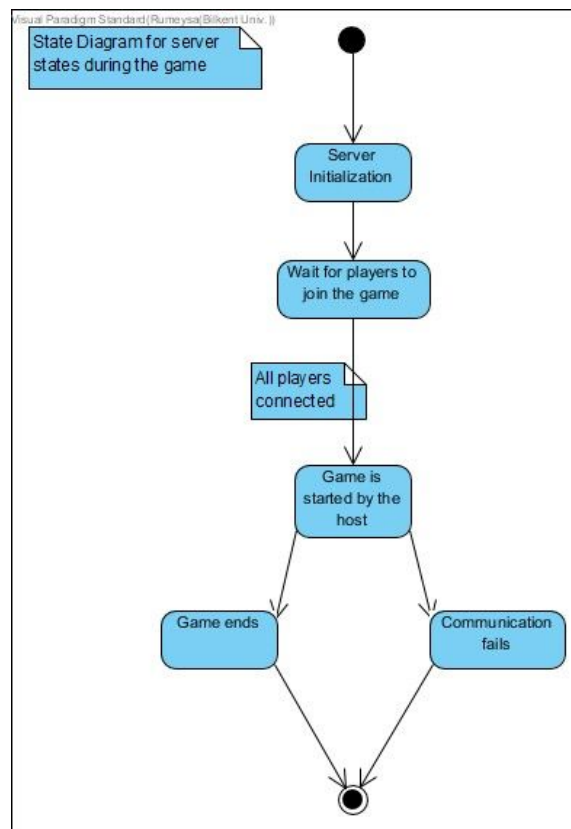 Visual Paradigm Standard(Rumeysa(Bilkent Univ.))
State Diagram for server
states during the game
Server
Initialization
Wait for players to
join the game
All players
connected
Game is
started by the
host
Game ends
Communication
fails